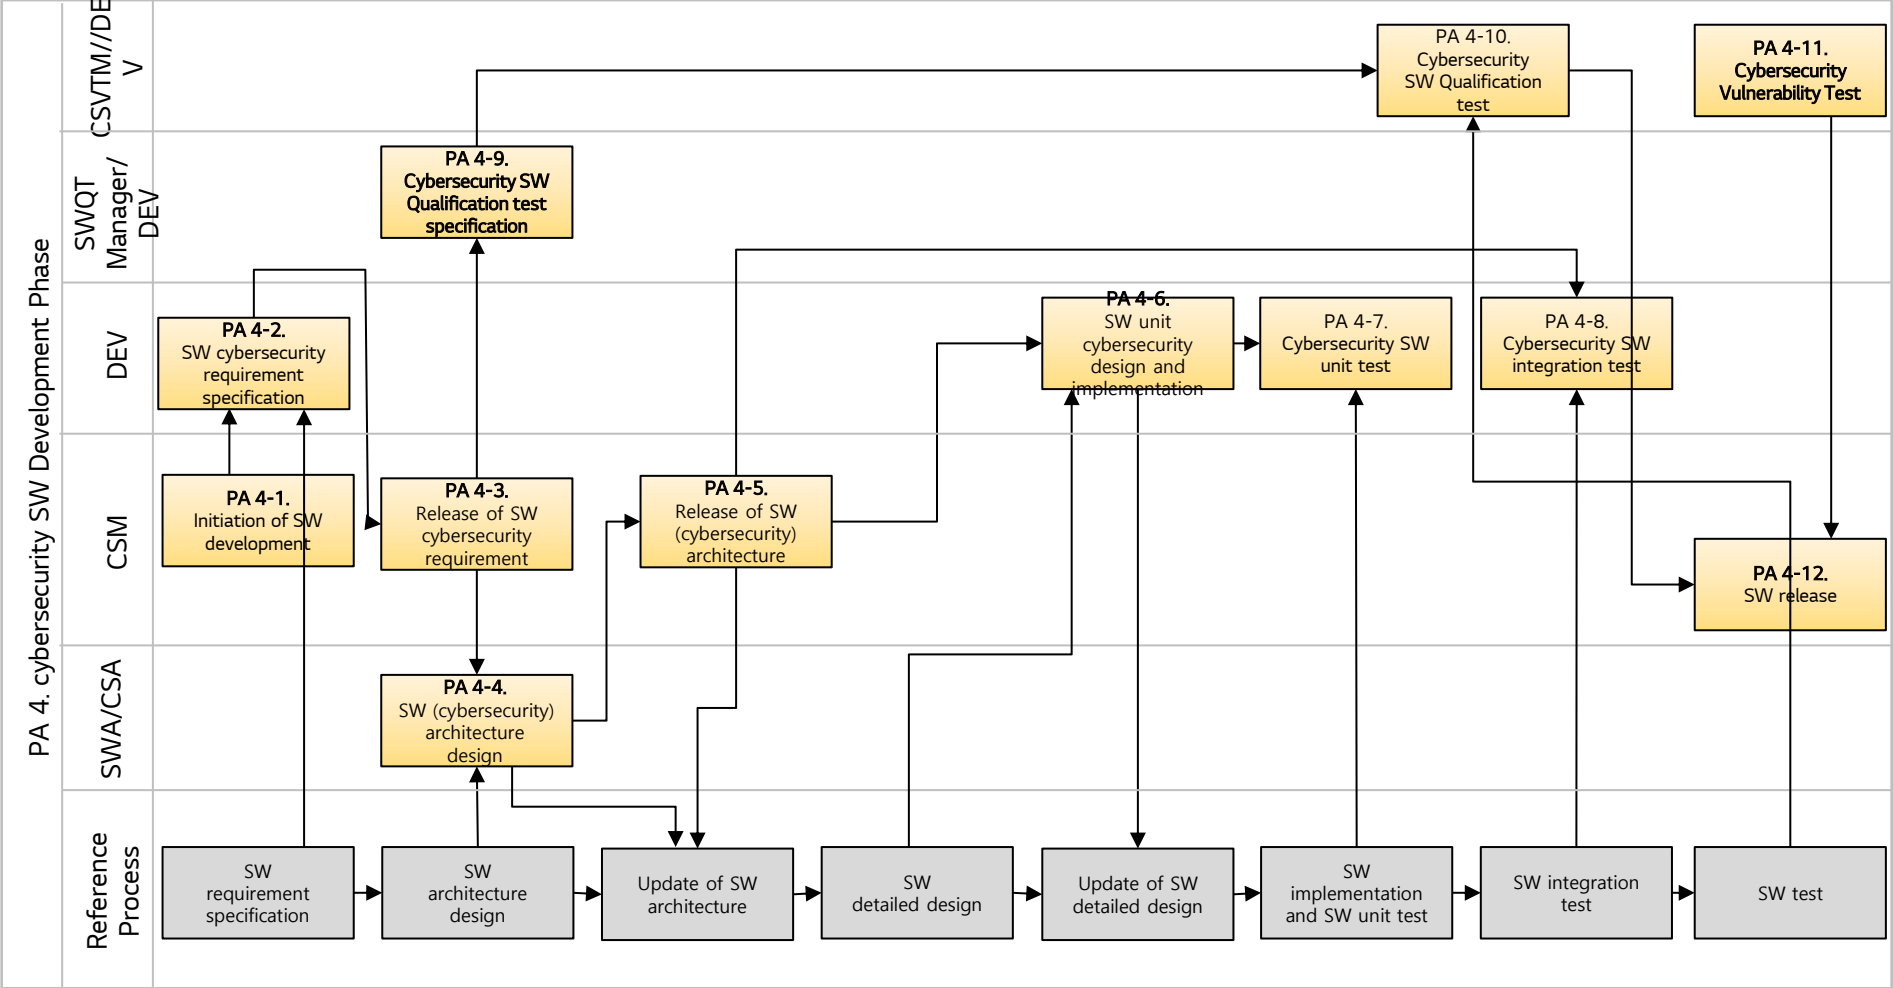 PA 4. cybersecurity SW Development Phase
CSVTM//DE
V
PA 4-10.
Cybersecurity
SW Qualification
test
PA 4-11.
Cybersecurity
Vulnerability Test
SWQT
Manager/
DEV
PA 4-9.
Cybersecurity SW
Qualification test
specification
DEV
PA 4-2.
SW cybersecurity
requirement
specification
PA 4-6.
SW unit
cybersecurity
design and
implementation
PA 4-7.
Cybersecurity SW
unit test
PA 4-8.
Cybersecurity SW
integration test
CSM
PA 4-1.
Initiation of SW
development
PA 4-3.
Release of SW
cybersecurity
requirement
PA 4-5.
Release of SW
(cybersecurity)
architecture
PA 4-12.
SW release
SWA/CSA
PA 4-4.
SW (cybersecurity)
architecture
design
Reference
Process
SW
requirement
specification
SW
architecture
design
Update of SW
architecture
SW
detailed design
Update of SW
detailed design
SW
implementation
and SW unit test
SW integration
test
SW test